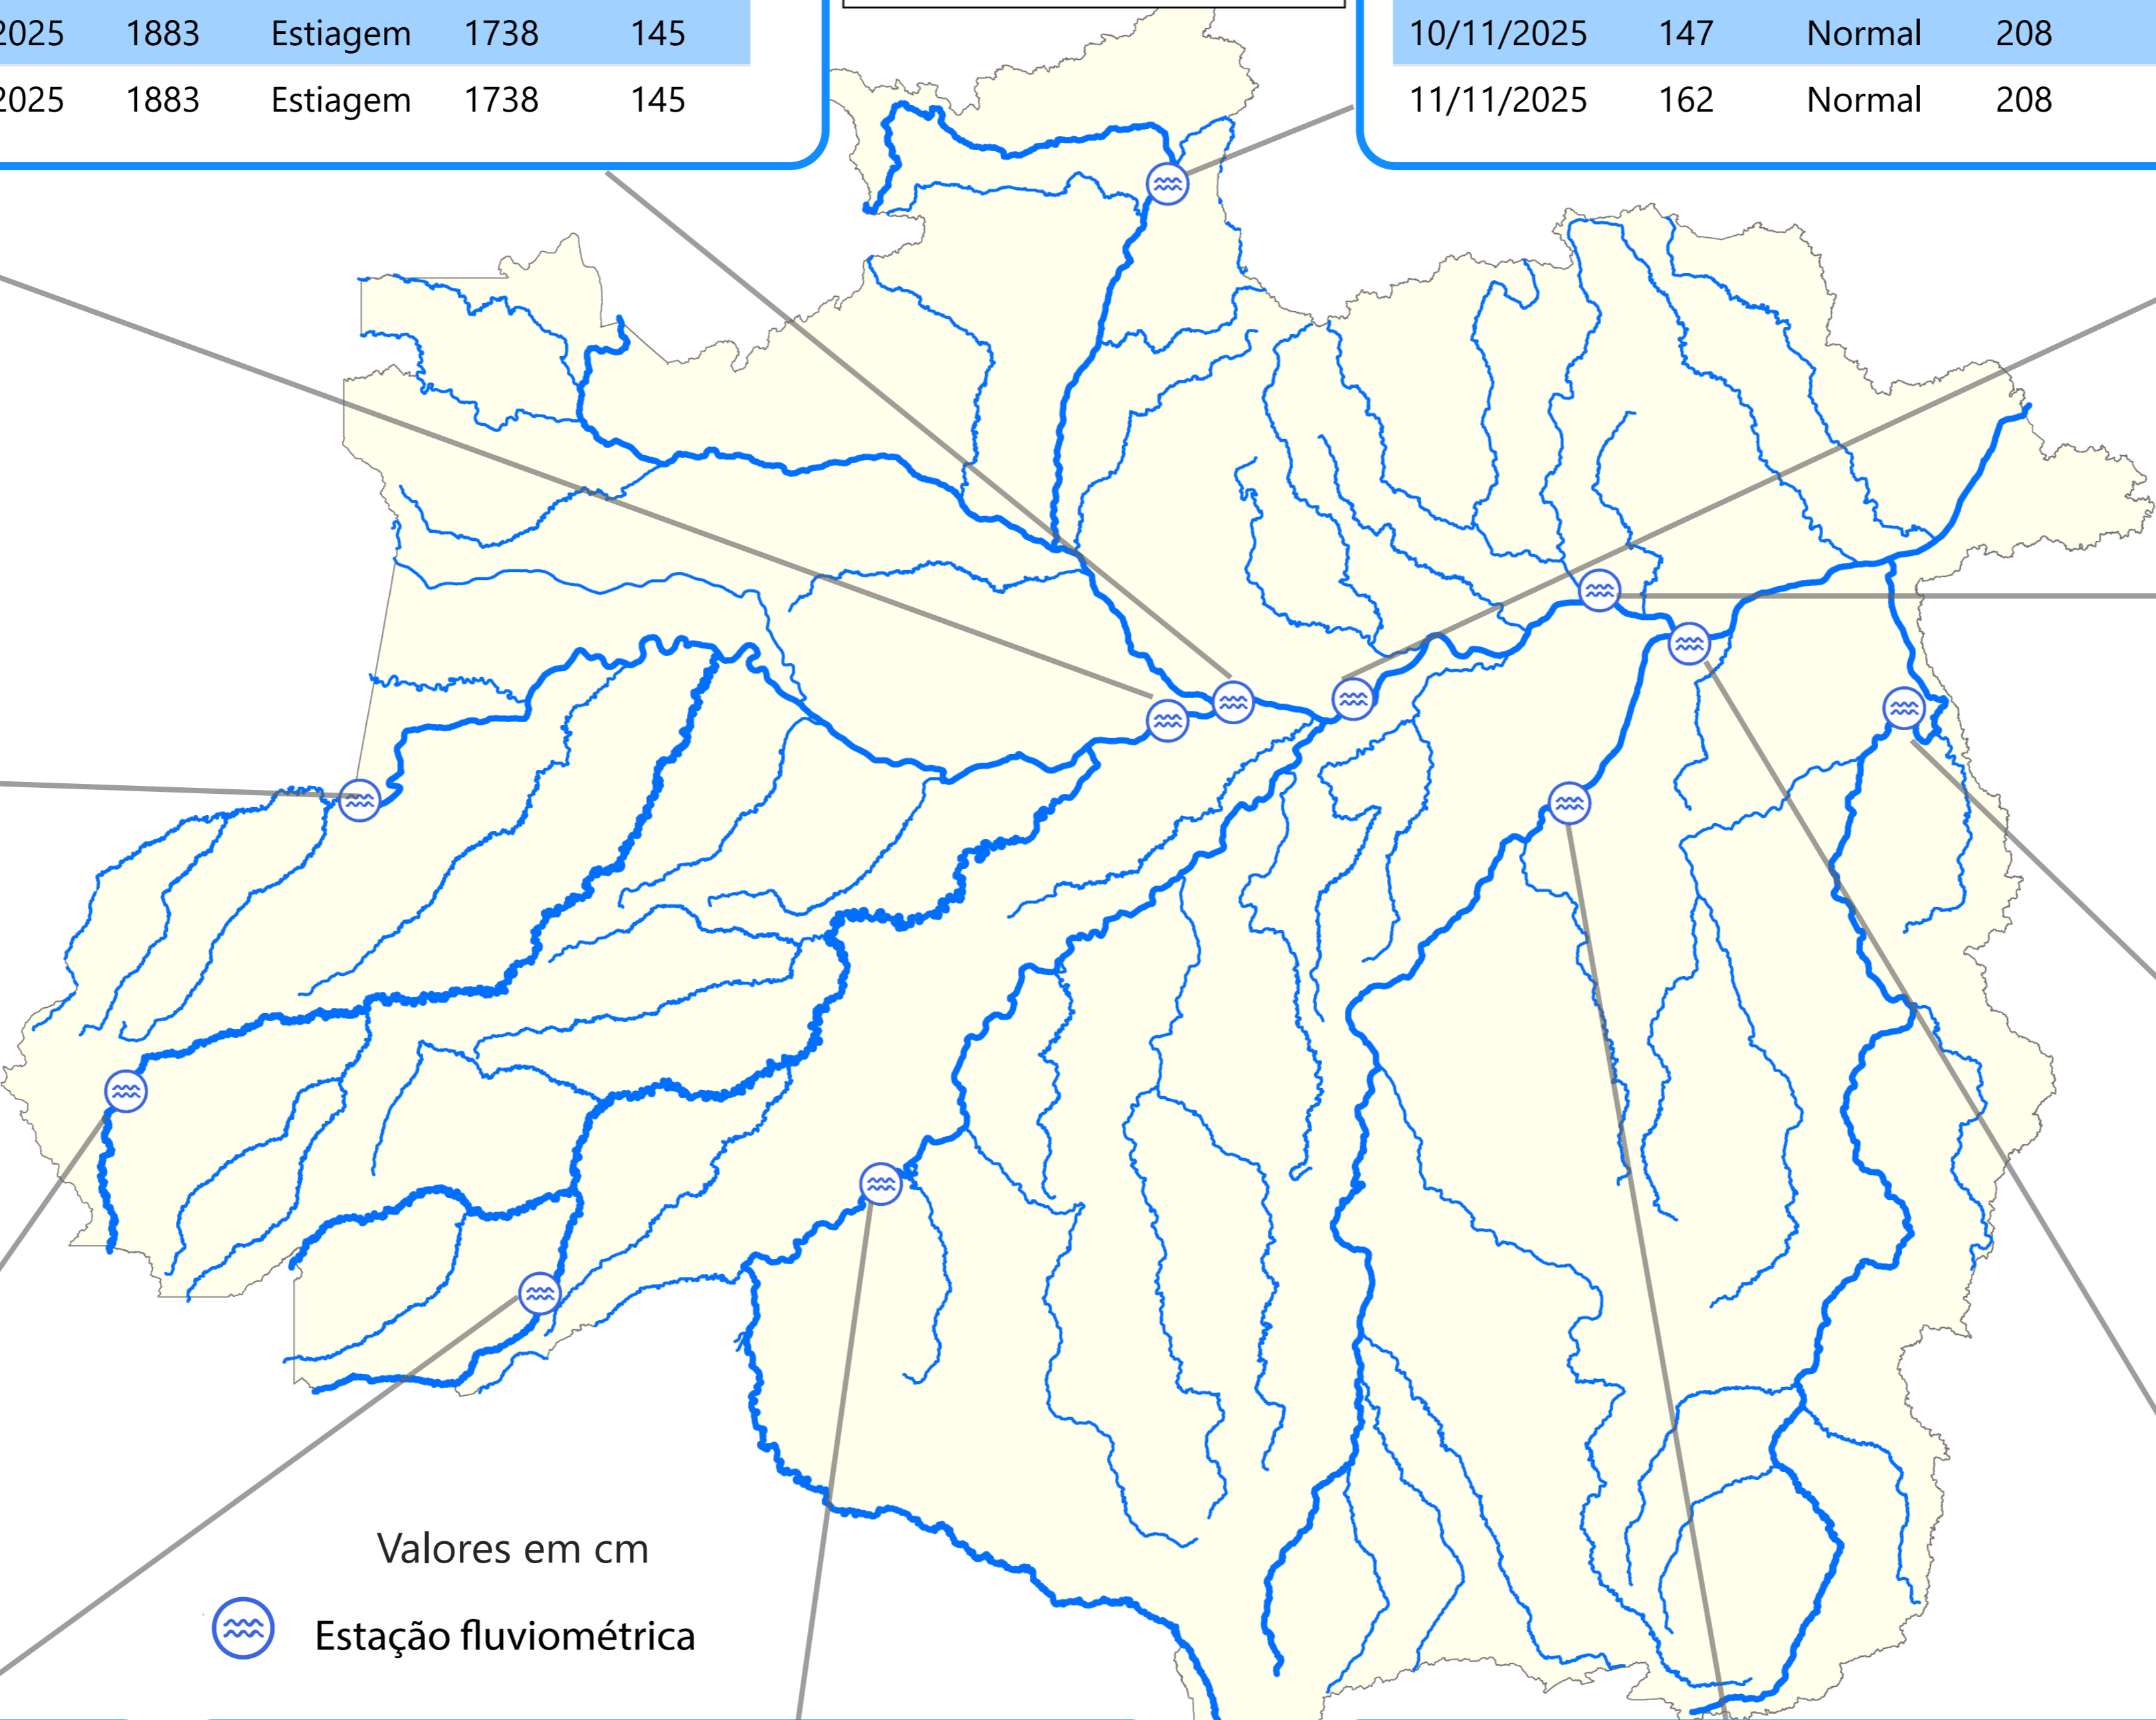 2025 1883 Estiagem 1738 145
2025 1883 Estiagem 1738 145
10/11/2025 147 Normal 208
11/11/2025 162 Normal 208
Valores em cm
Estação fluviométrica